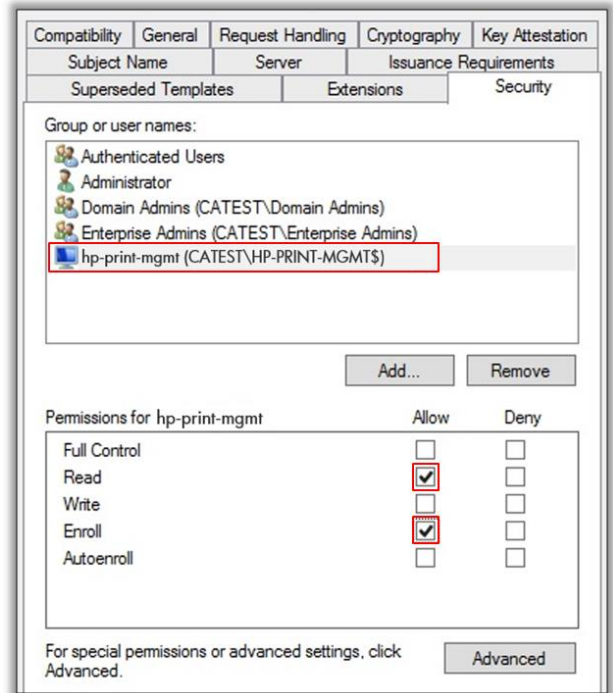 Compatibility General Request Handling Cryptography Key Attestation
Subject Name Server Issuance Requirements
Superseded Templates Extensions Security
Group or user names:
Authenticated Users
Administrator
Domain Admins (CATEST\Domain Admins)
Enterprise Admins (CATEST\Enterprise Admins)
hp-print-mgmt (CATEST\HP-PRINT-MGMT$)
Add... Remove
Permissions for hp-print-mgmt Allow Deny
Full Control
Read
Write
Enroll
Autoenroll
For special permissions or advanced settings, click
Advanced.
Advanced